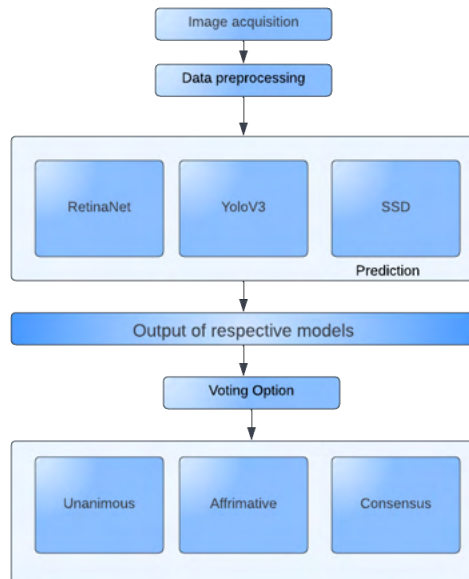 Image acquisition
Data preprocessing
RetinaNet
YoloV3
SSD
Prediction
Output of respective models
Voting Option
Unanimous
Affrimative
Consensus